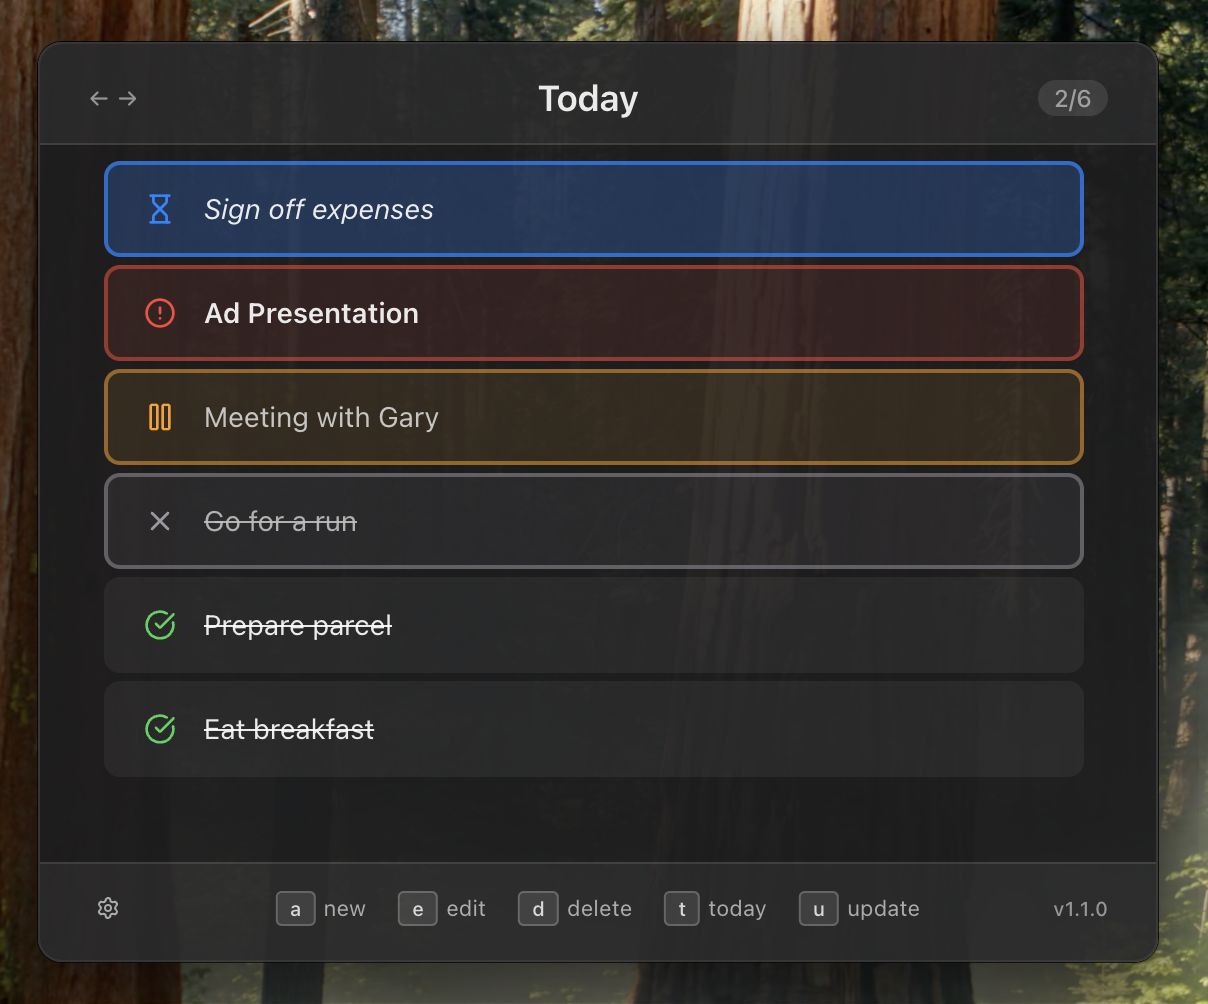 ← → Today 2/6
Sign off expenses
Ad Presentation
Meeting with Gary
Go for a run
Prepare parcel
Eat breakfast
a new e edit d delete t today u update v1.1.0